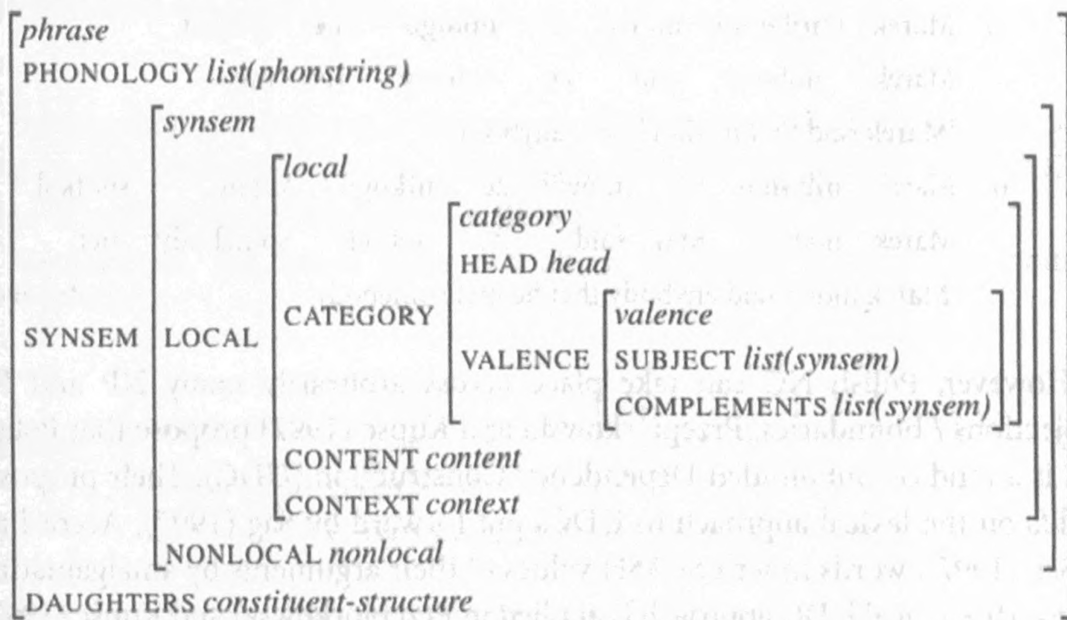 phrase
PHONOLOGY list(phonstring)
synsem
local
category
HEAD head
SYNSEM LOCAL CATEGORY VALENCE valence
SUBJECT list(synsem)
COMPLEMENTS list(synsem)
CONTENT content
CONTEXT context
NONLOCAL nonlocal
DAUGHTERS constituent-structure